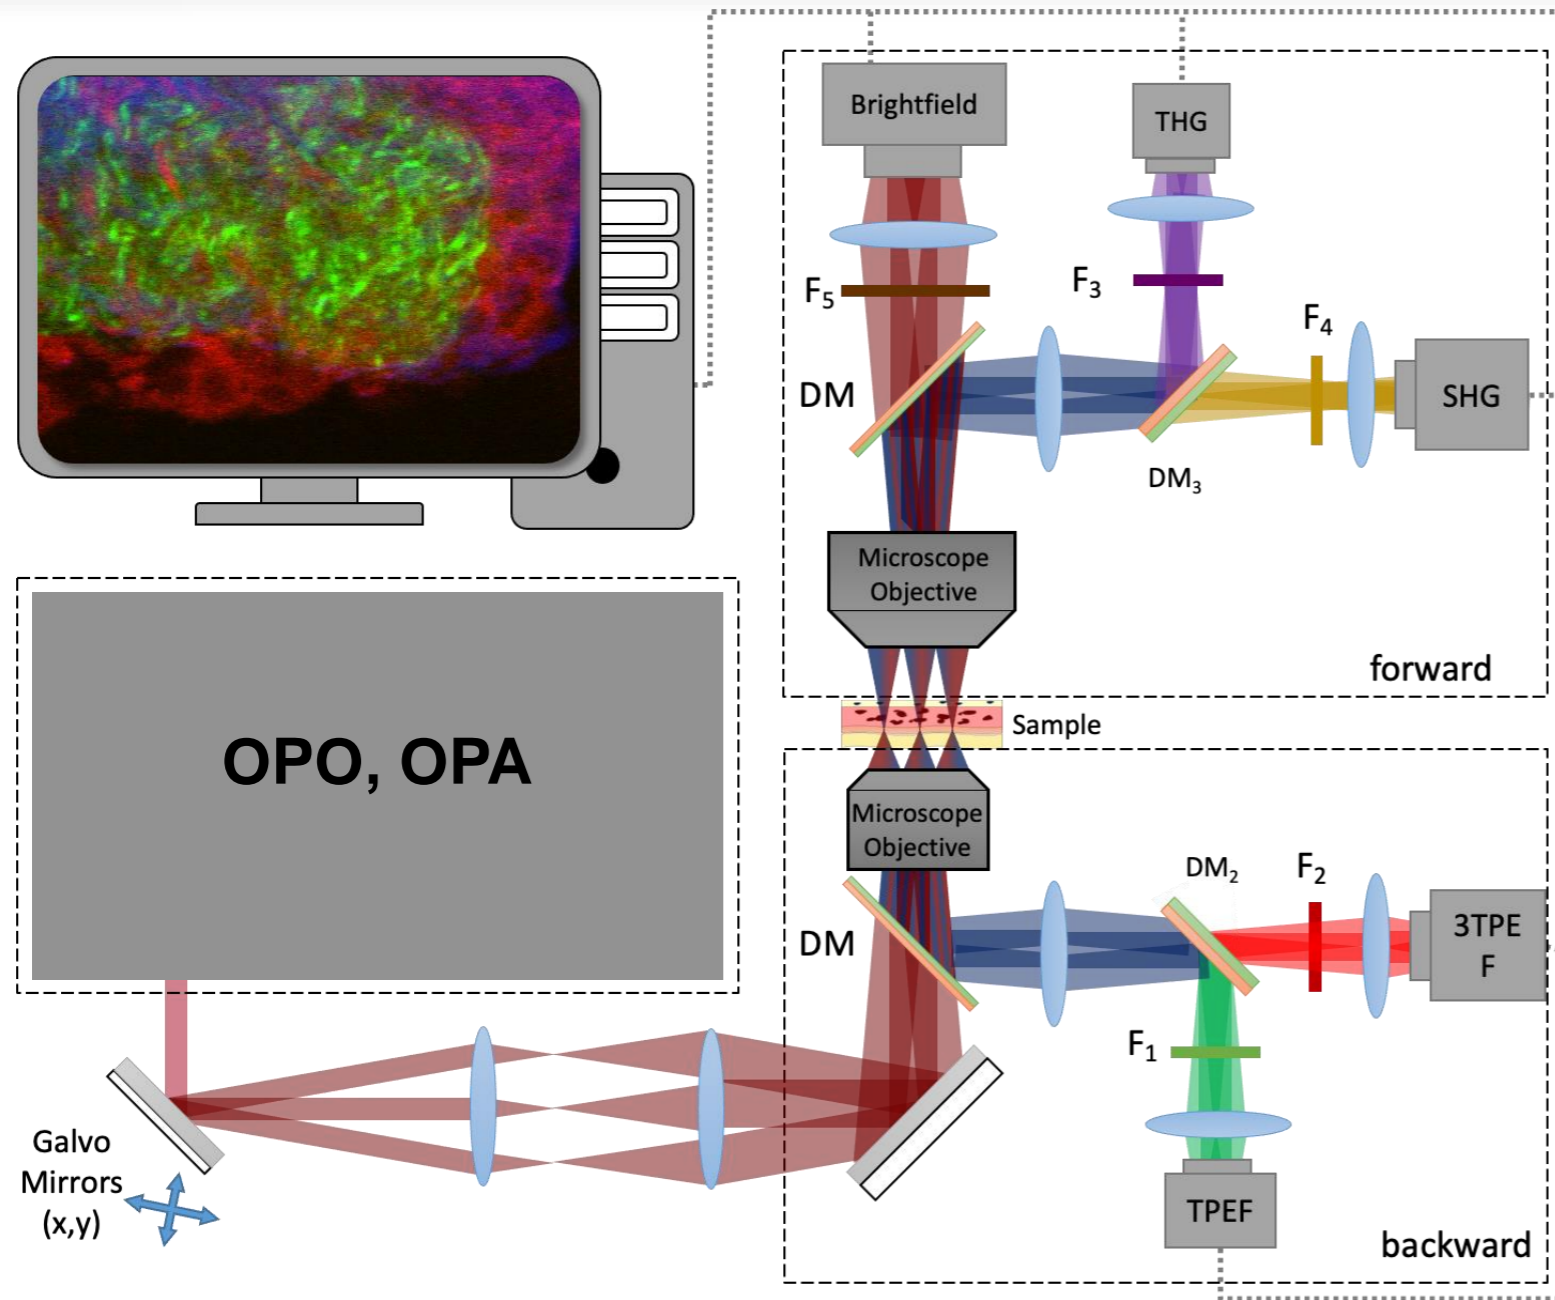 Brightfield
THG
F5
F3
F4
DM
SHG
DM3
Microscope
Objective
forward
Sample
OPO, OPA
Microscope
Objective
DM
DM2
F2
3TPE
F
F1
Galvo
Mirrors
(x,y)
TPEF
backward